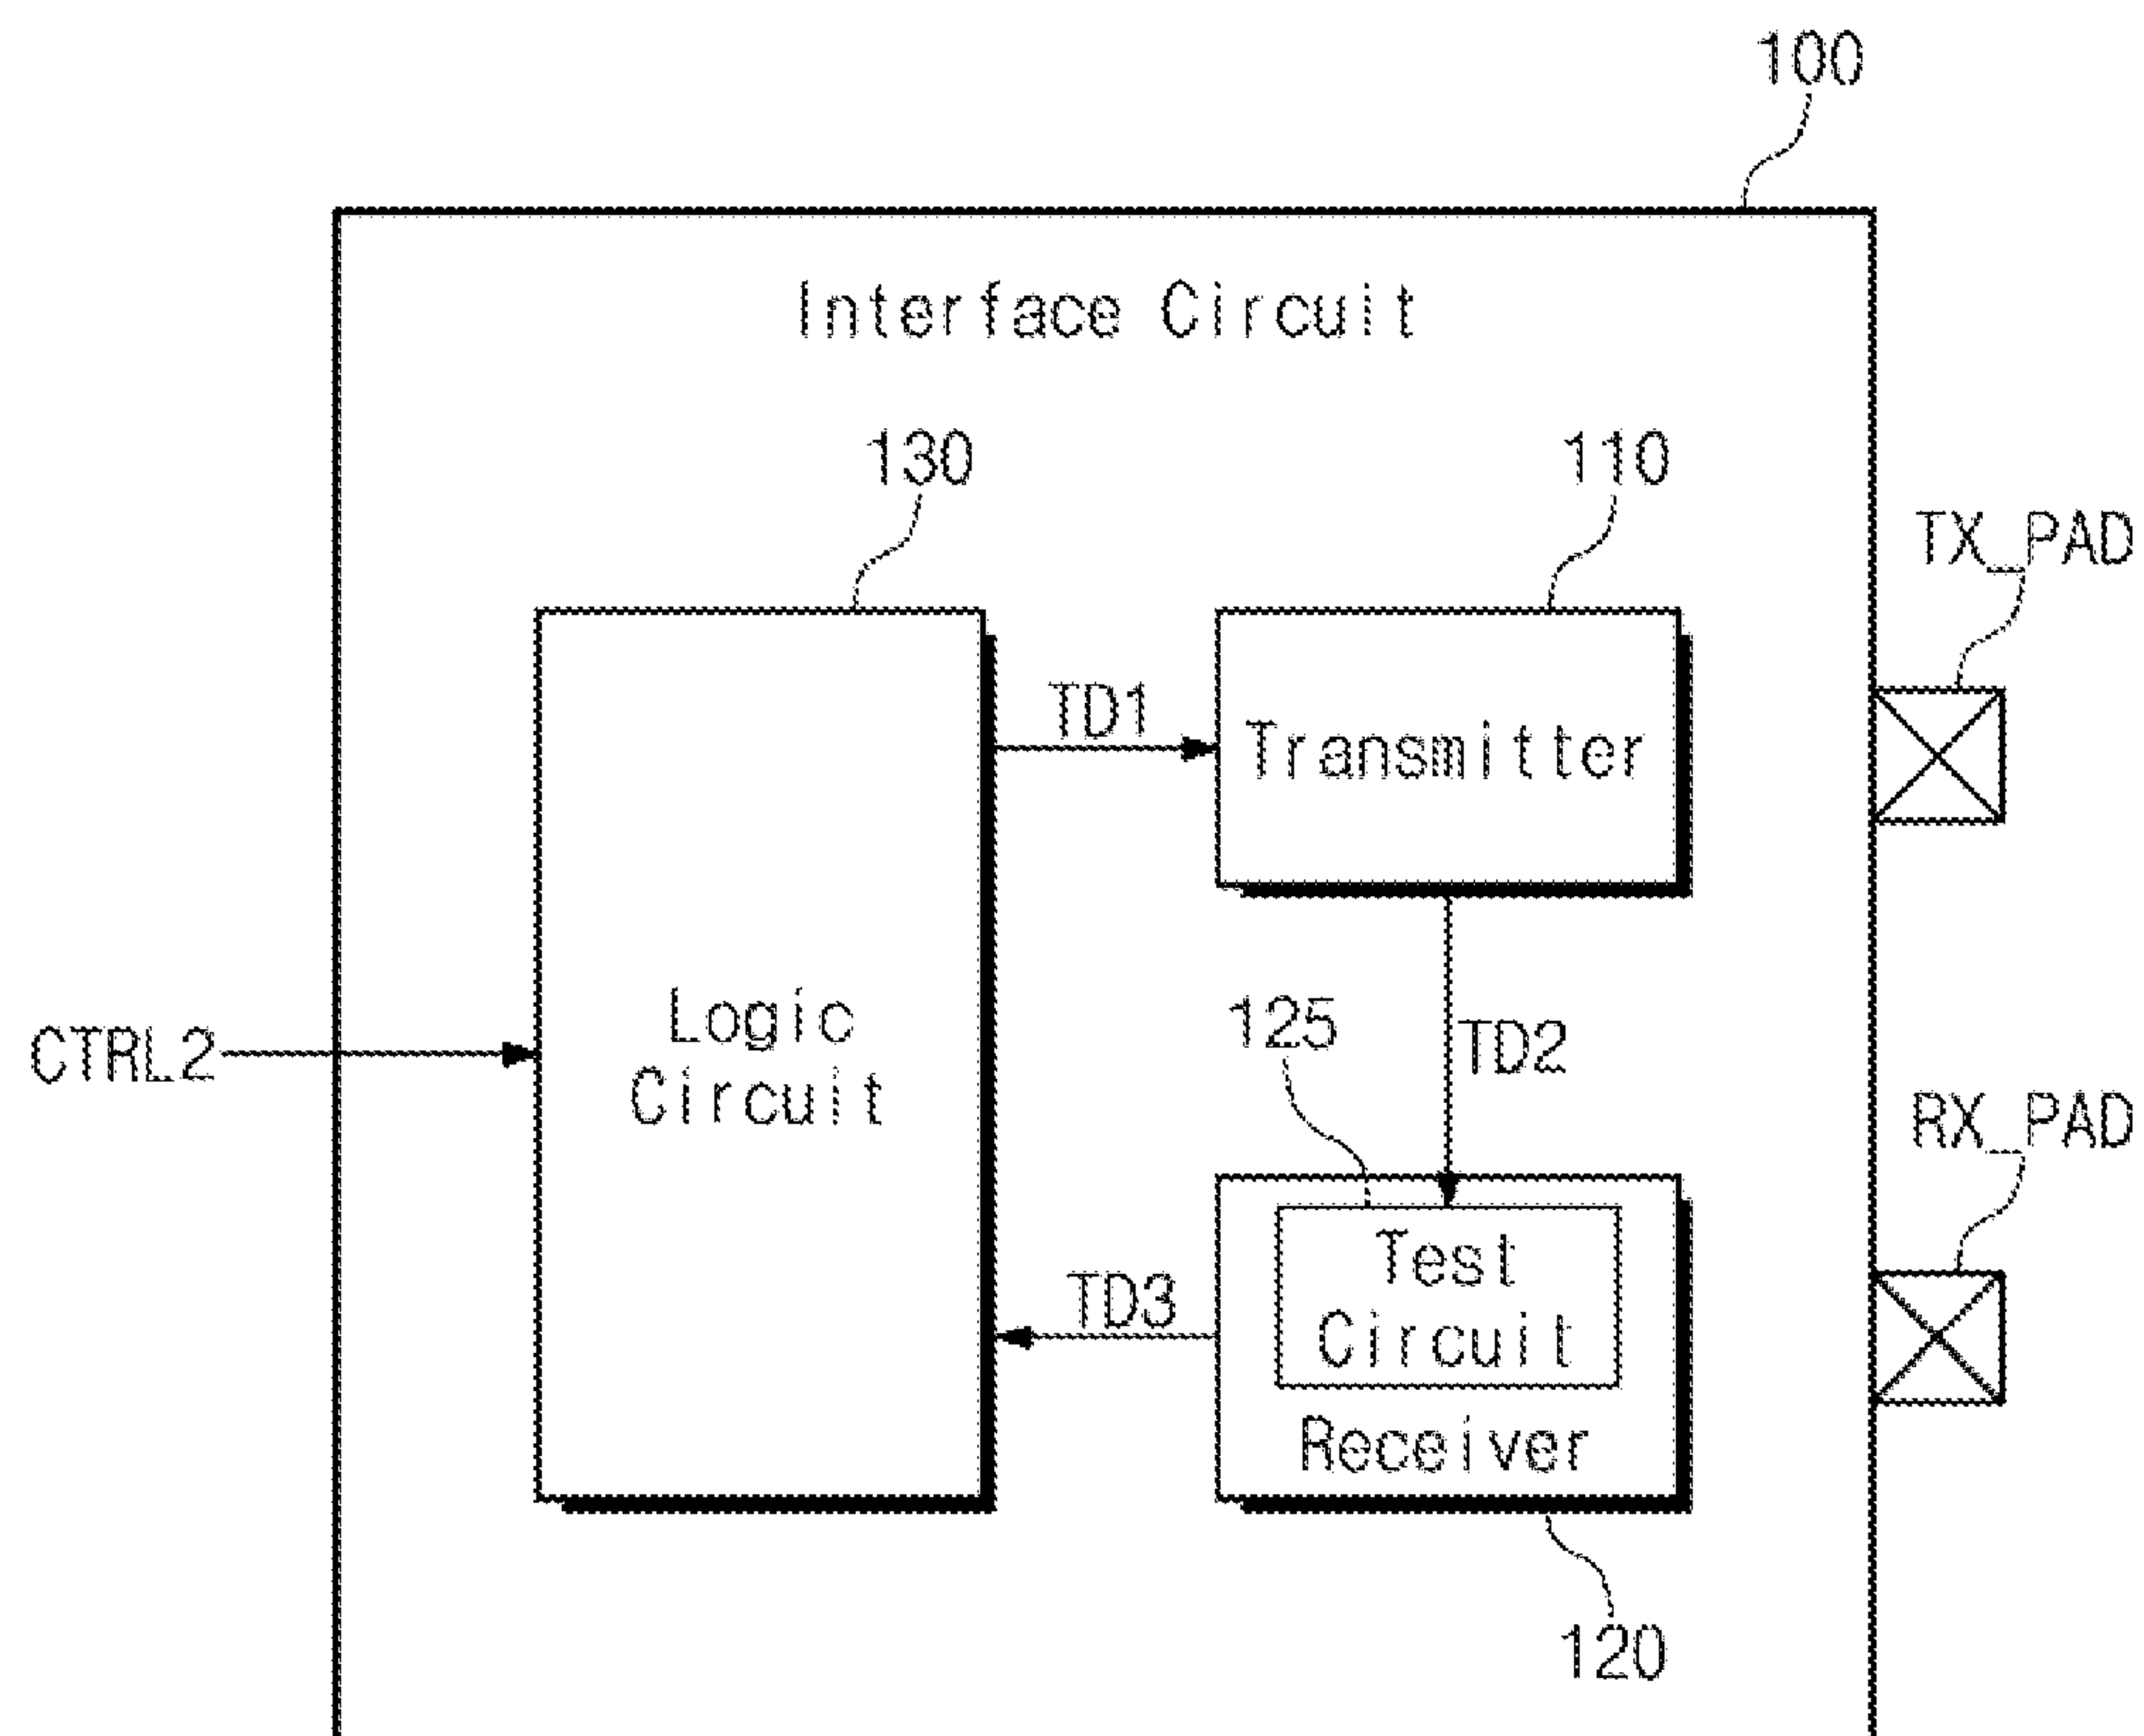 100
Interface Circuit
130
110
TX_PAD
TD1
Transmitter
Logic
Circuit
CTRL2
125
TD2
RX_PAD
Test
Circuit
TD3
Receiver
120